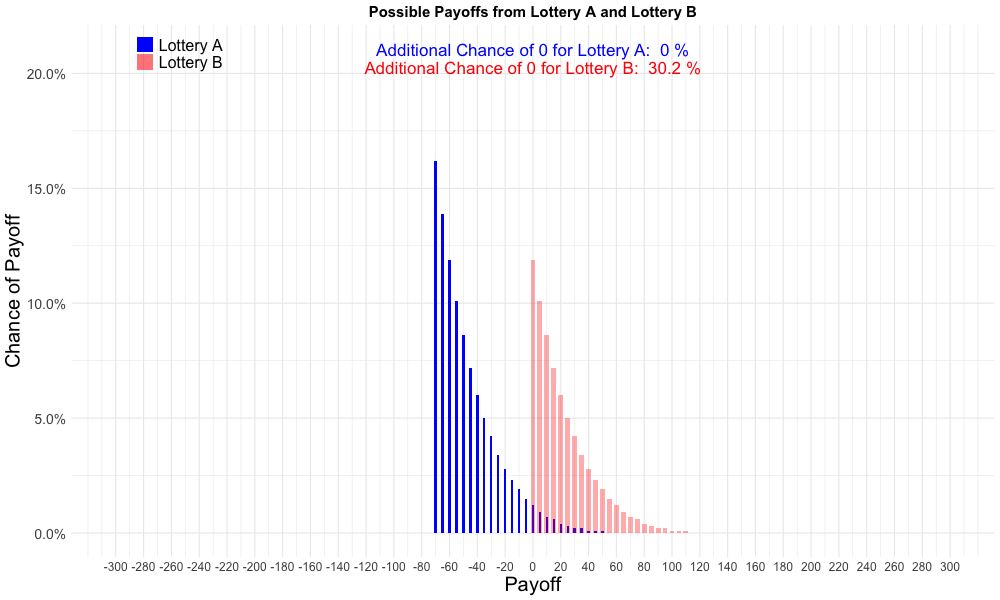 Possible Payoffs from Lottery A and Lottery B
Lottery A
Lottery B
Additional Chance of 0 for Lottery A:  0 %
Additional Chance of 0 for Lottery B:  30.2 %
Chance of Payoff
20.0%
15.0%
10.0%
5.0%
0.0%
-300 -280 -260 -240 -220 -200 -180 -160 -140 -120 -100 -80 -60 -40 -20 0 20 40 60 80 100 120 140 160 180 200 220 240 260 280 300
Payoff